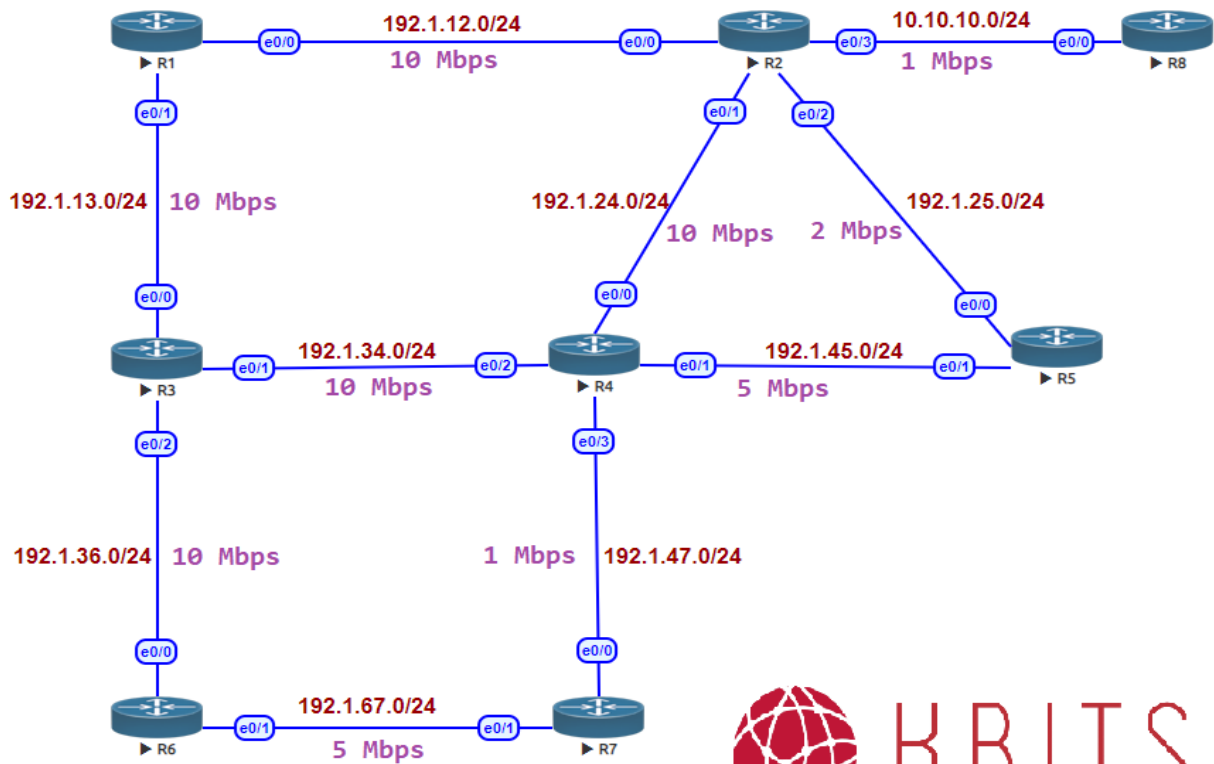 192.1.12.0/24
10.10.10.0/24
e0/0
e0/0
e0/3
e0/0
10 Mbps
1 Mbps
▶ R1
▶ R2
▶ R8
e0/1
e0/1
e0/2
192.1.13.0/24
10 Mbps
192.1.24.0/24
192.1.25.0/24
10 Mbps
2 Mbps
e0/0
e0/0
e0/0
192.1.34.0/24
192.1.45.0/24
e0/1
e0/2
e0/1
e0/1
▶ R3
10 Mbps
▶ R4
5 Mbps
▶ R5
e0/2
e0/3
192.1.36.0/24
10 Mbps
1 Mbps
192.1.47.0/24
e0/0
e0/0
192.1.67.0/24
e0/1
e0/1
▶ R6
5 Mbps
▶ R7
KBITS